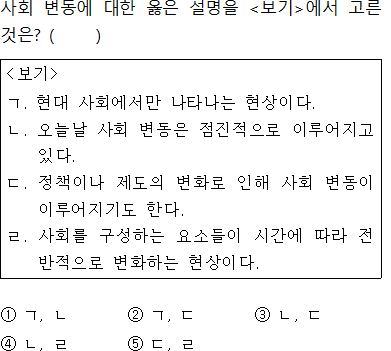 사회 변동에 대한 옳은 설명을 <보기>에서 고른
것은? (      )
<보기>
ㄱ. 현대 사회에서만 나타나는 현상이다.
ㄴ. 오늘날 사회 변동은 점진적으로 이루어지고
있다.
ㄷ. 정책이나 제도의 변화로 인해 사회 변동이
이루어지기도 한다.
ㄹ. 사회를 구성하는 요소들이 시간에 따라 전
반적으로 변화하는 현상이다.
① ㄱ, ㄴ ② ㄱ, ㄷ ③ ㄴ, ㄷ
④ ㄴ, ㄹ ⑤ ㄷ, ㄹ